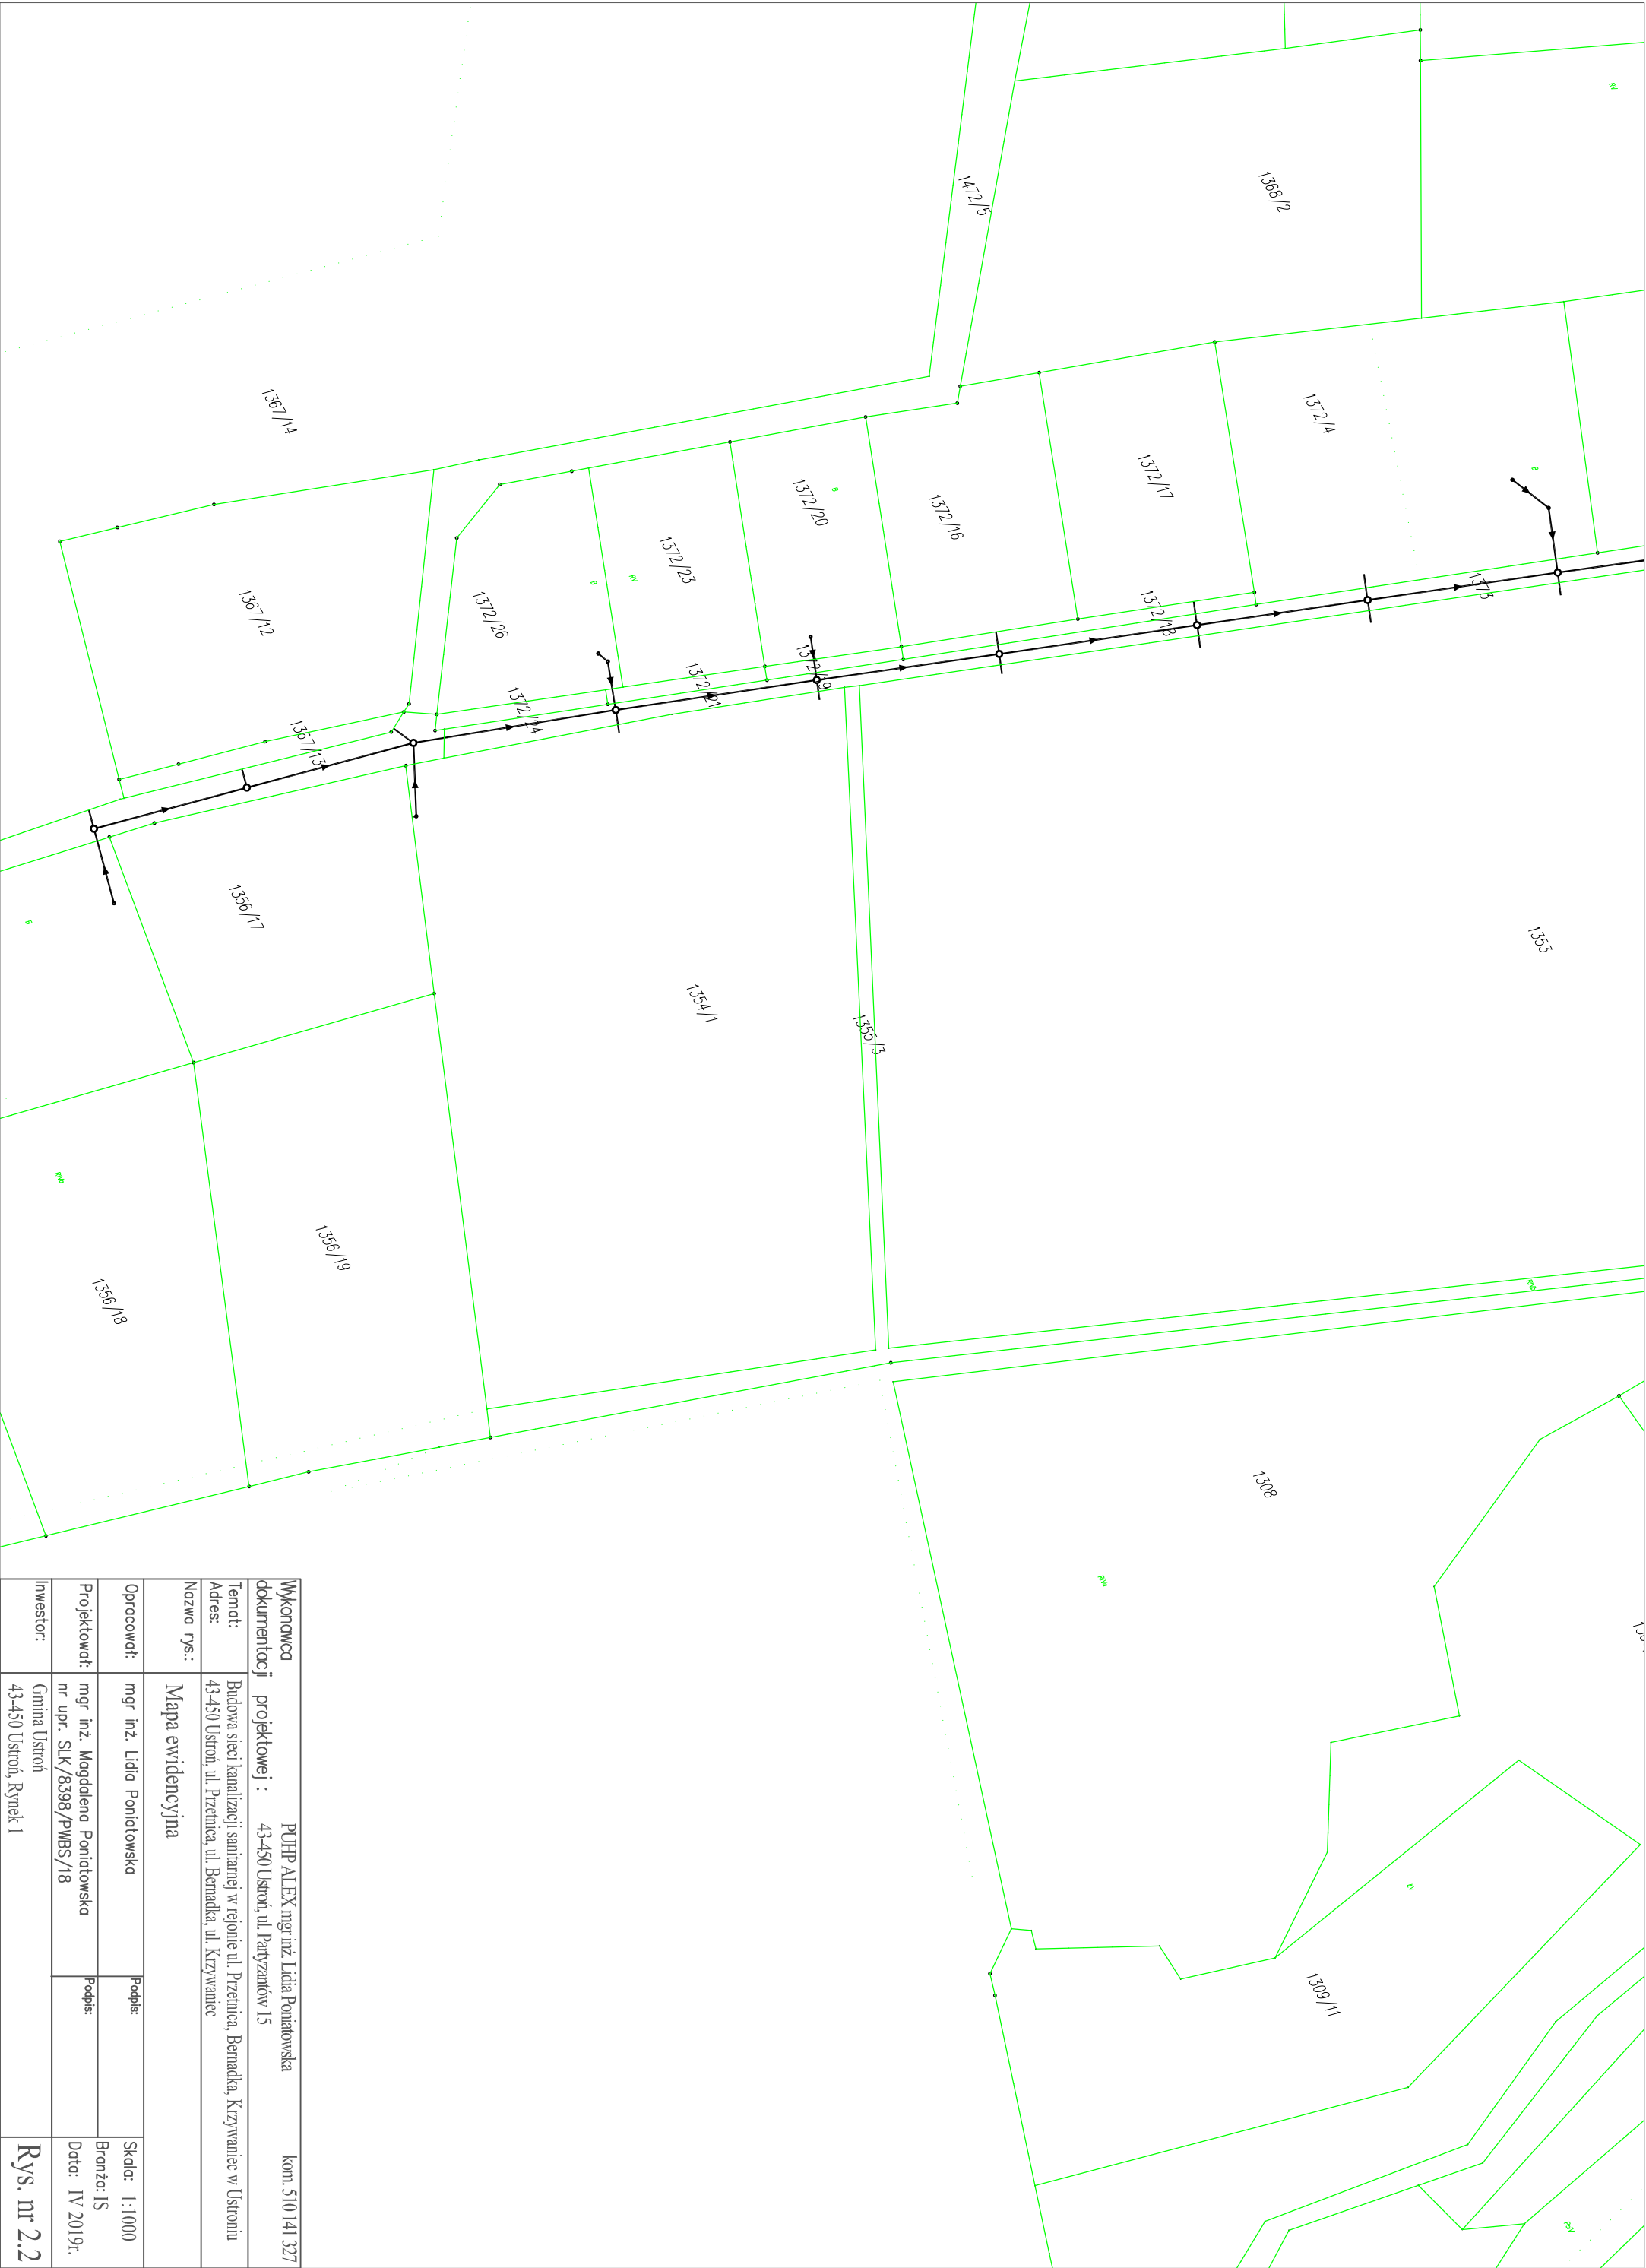 RV
1368/2
1472/5
1372/4
B
1367/14
1372/17
1372/20
B
1372/16
1372/23
RV
B
1372/26
1367/12
1373
1372/18
1372/19
1372/21
1372/24
1367/13
1356/17
B
1353
1354/1
1355/3
1356/19
1356/18
1308
1309/11
Wykonawca
dokumentacji projektowej :
PUHP ALEX mgr inż. Lidia Poniatowska kom. 510 141 327
43-450 Ustroń, ul. Partyzantów 15
Temat: Budowa sieci kanalizacji sanitarnej w rejonie ul. Przetnica, Bernadka, Krzywaniec w Ustroniu
Adres: 43-450 Ustroń, ul. Przetnica, ul. Bernadka, ul. Krzywaniec
Nazwa rys.: Mapa ewidencyjna
Opracował: mgr inż. Lidia Poniatowska Podpis:
Projektował: mgr inż. Magdalena Poniatowska Podpis:
nr upr. SLK/8398/PWBS/18
Skala: 1:1000
Branża: IS
Data: IV 2019r.
Inwestor: Gmina Ustroń
43-450 Ustroń, Rynek 1
Rys. nr 2.2